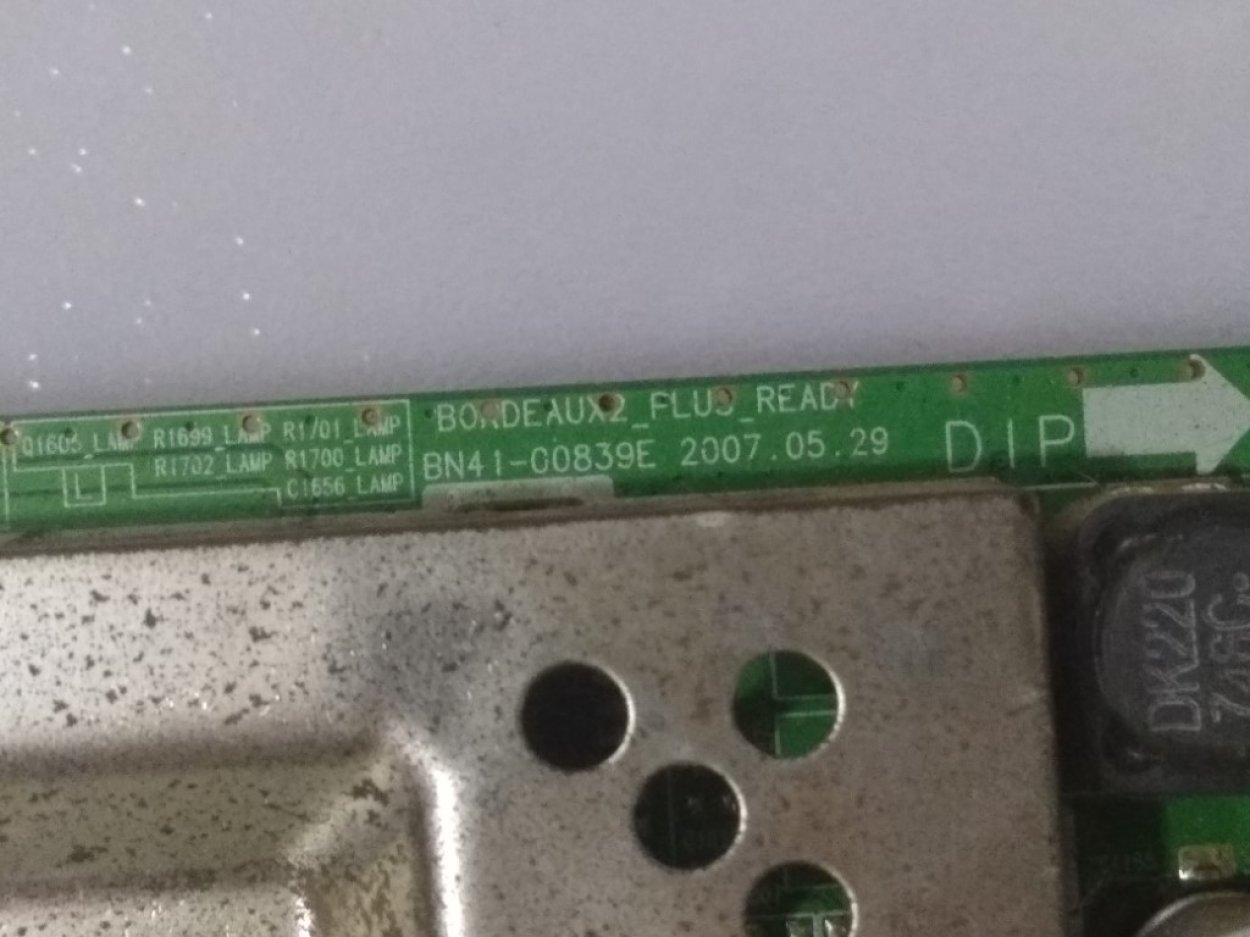 Q1605_LAMP R1699_LAMP R1701_LAMP
R1702_LAMP R1700_LAMP
L
C1656_LAMP
BORDEAUX2_PLUS_READY
BN41-00839E 2007.05.29
DIP
DK220